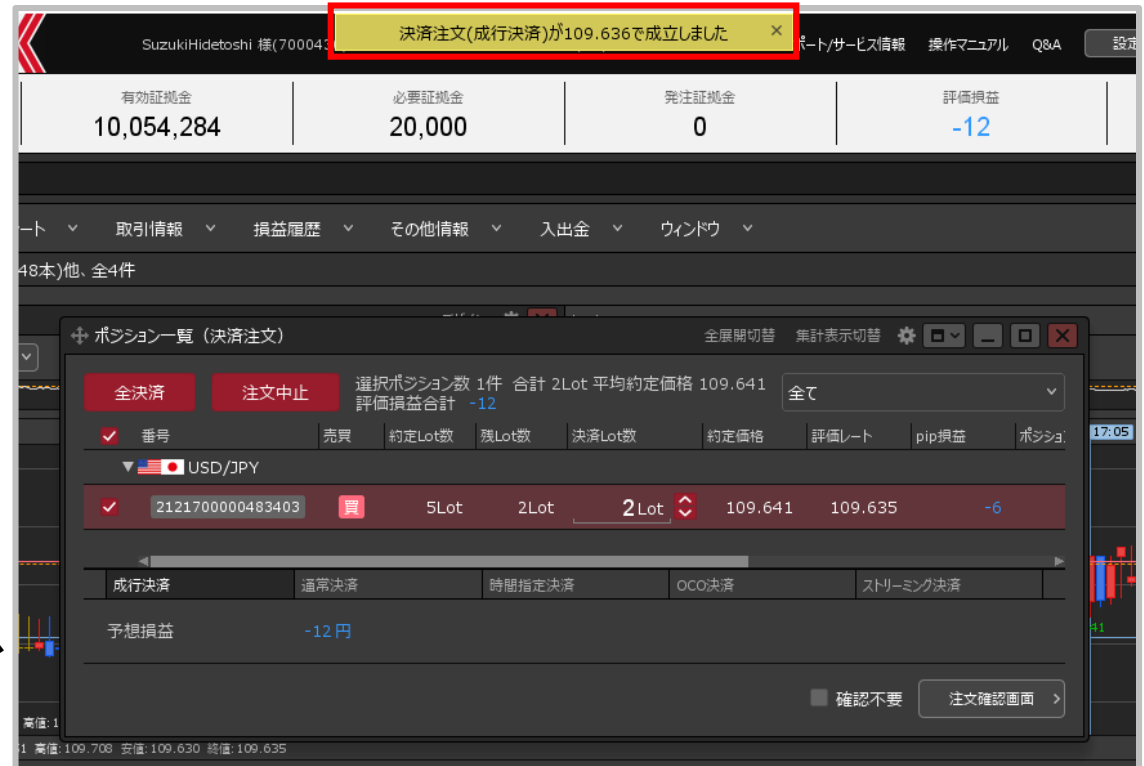 決済注文(成行決済)が109.636で成立しました ×
SuzukiHidetoshi 様(700043 ポート/サービス情報 操作マニュアル Q&A 設定
有効証拠金 必要証拠金 発注証拠金 評価損益
10,054,284 20,000 0 -12
ート 取引情報 損益履歴 その他情報 入出金 ウィンドウ
48本)他、全4件
ポジション一覧（決済注文） 全展開切替 集計表示切替
全決済 注文中止 選択ポジション数 1件 合計 2Lot 平均約定価格 109.641 全て
評価損益合計 -12
番号 売買 約定Lot数 残Lot数 決済Lot数 約定価格 評価レート pip損益 ポジショ
17:05
USD/JPY
2121700000483403 買 5Lot 2Lot 2 Lot 109.641 109.635 -6
成行決済 通常決済 時間指定決済 OCO決済 ストリーミング決済
予想損益 -12 円
41
確認不要 注文確認画面 >
高値:1
51 高値:109.708 安値:109.630 終値:109.635